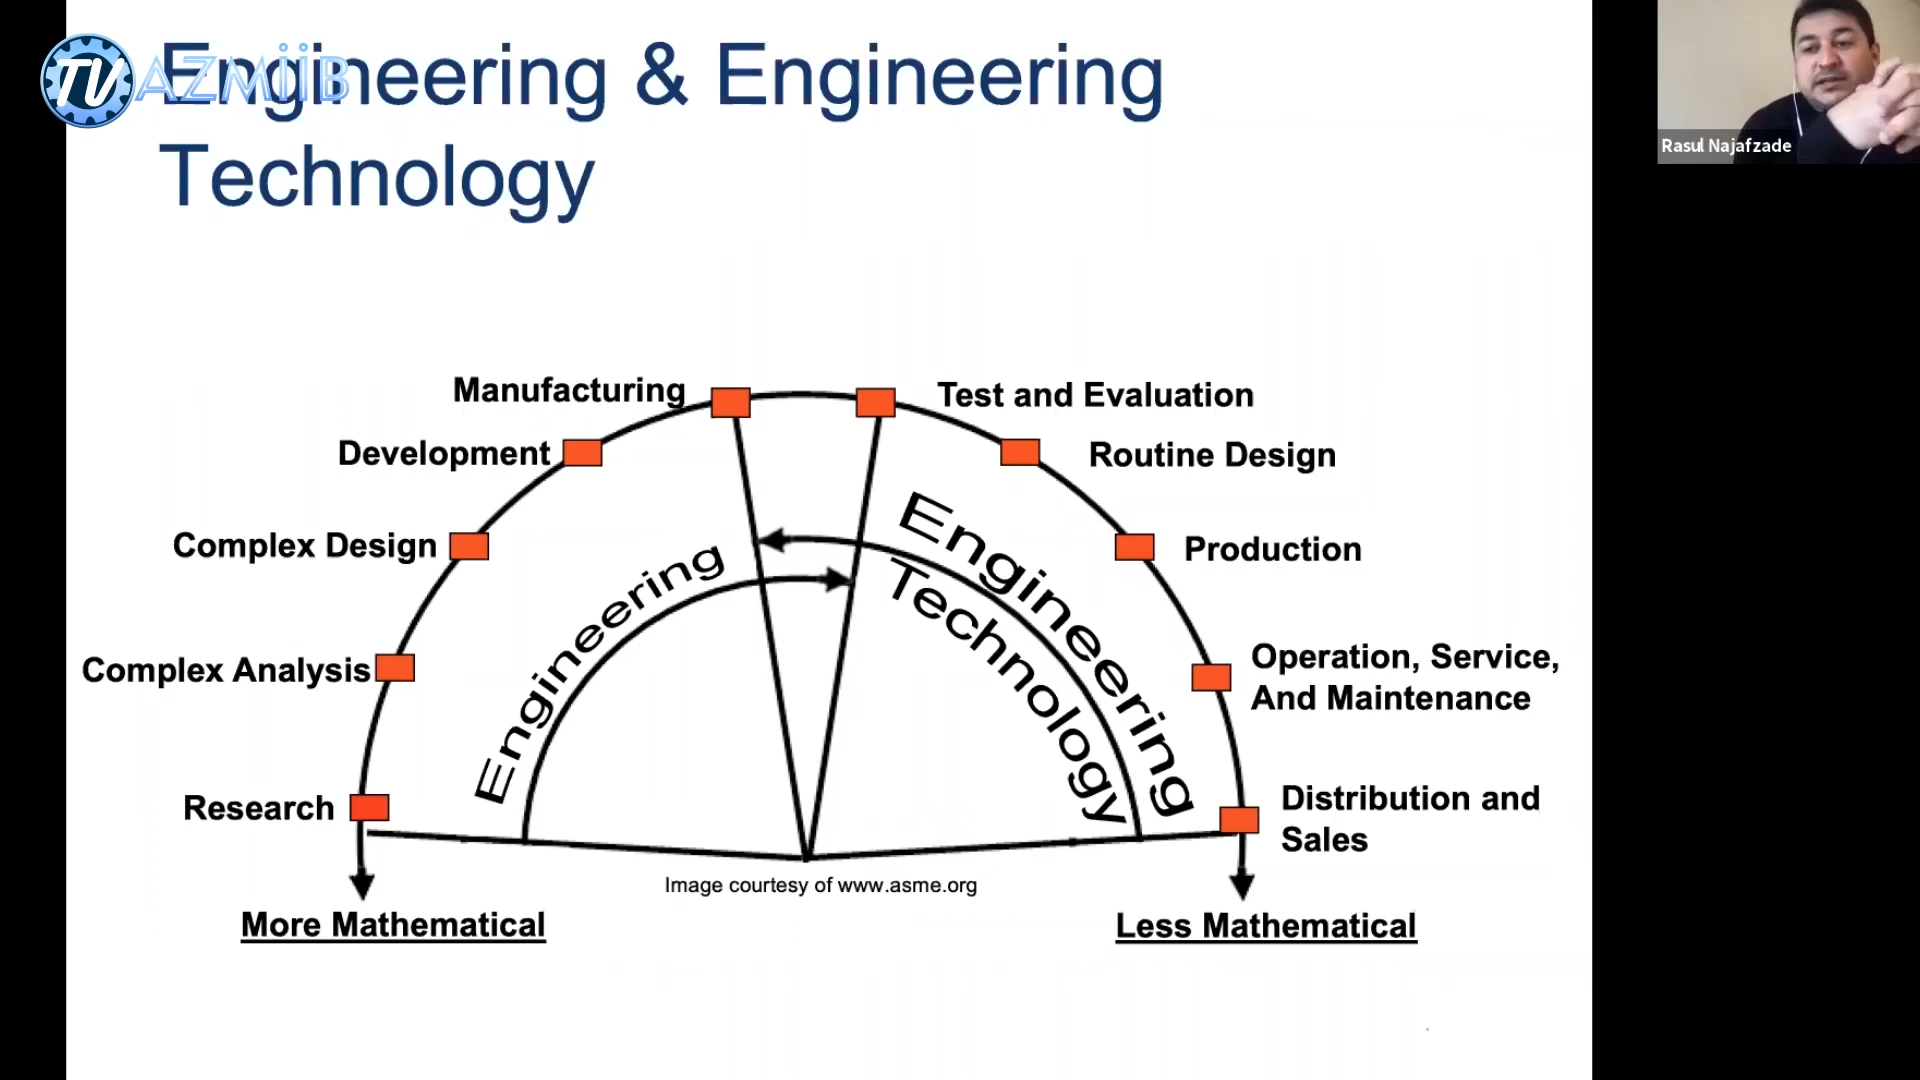 TV AZMiiB
Engineering & Engineering
Technology
Rasul Najafzade
Manufacturing
Test and Evaluation
Development
Routine Design
Complex Design
Production
Engineering
Engineering
Technology
Complex Analysis
Operation, Service,
And Maintenance
Research
Distribution and
Sales
Image courtesy of www.asme.org
More Mathematical
Less Mathematical